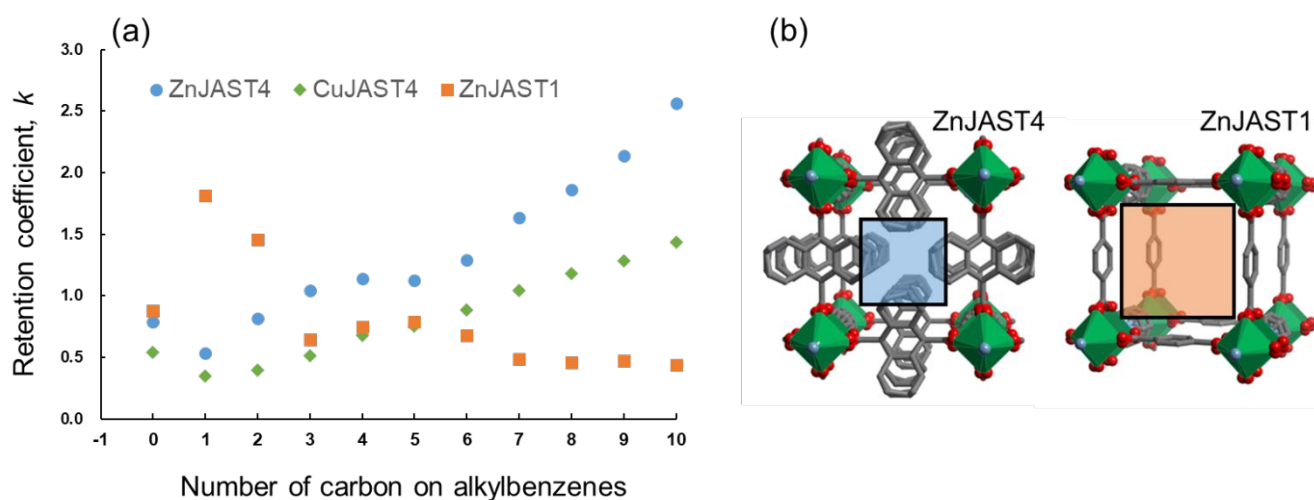 (a)
3.0
2.5
2.0
1.5
1.0
0.5
0.0
ZnJAST4 CuJAST4 ZnJAST1
Retention coefficient, k
-1 0 1 2 3 4 5 6 7 8 9 10
Number of carbon on alkylbenzenes
(b)
ZnJAST4
ZnJAST1